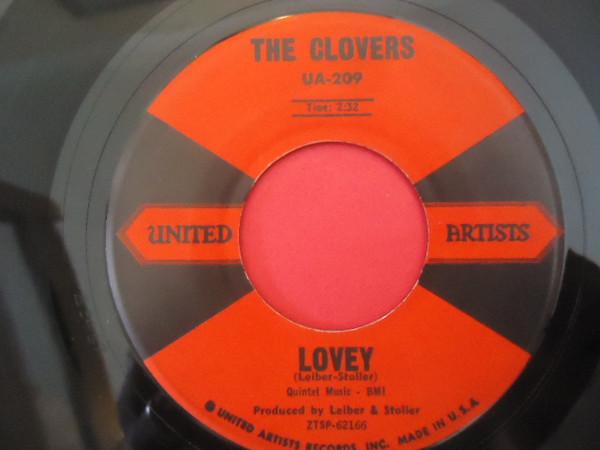 THE CLOVERS
UA-209
Time: 2:32
UNITED ARTISTS
LOVEY
(Leiber-Stoller)
Quintet Music - BMI
Produced by Leiber & Stoller
ZTSP-62166
UNITED ARTISTS RECORDS, INC. MADE IN U.S.A